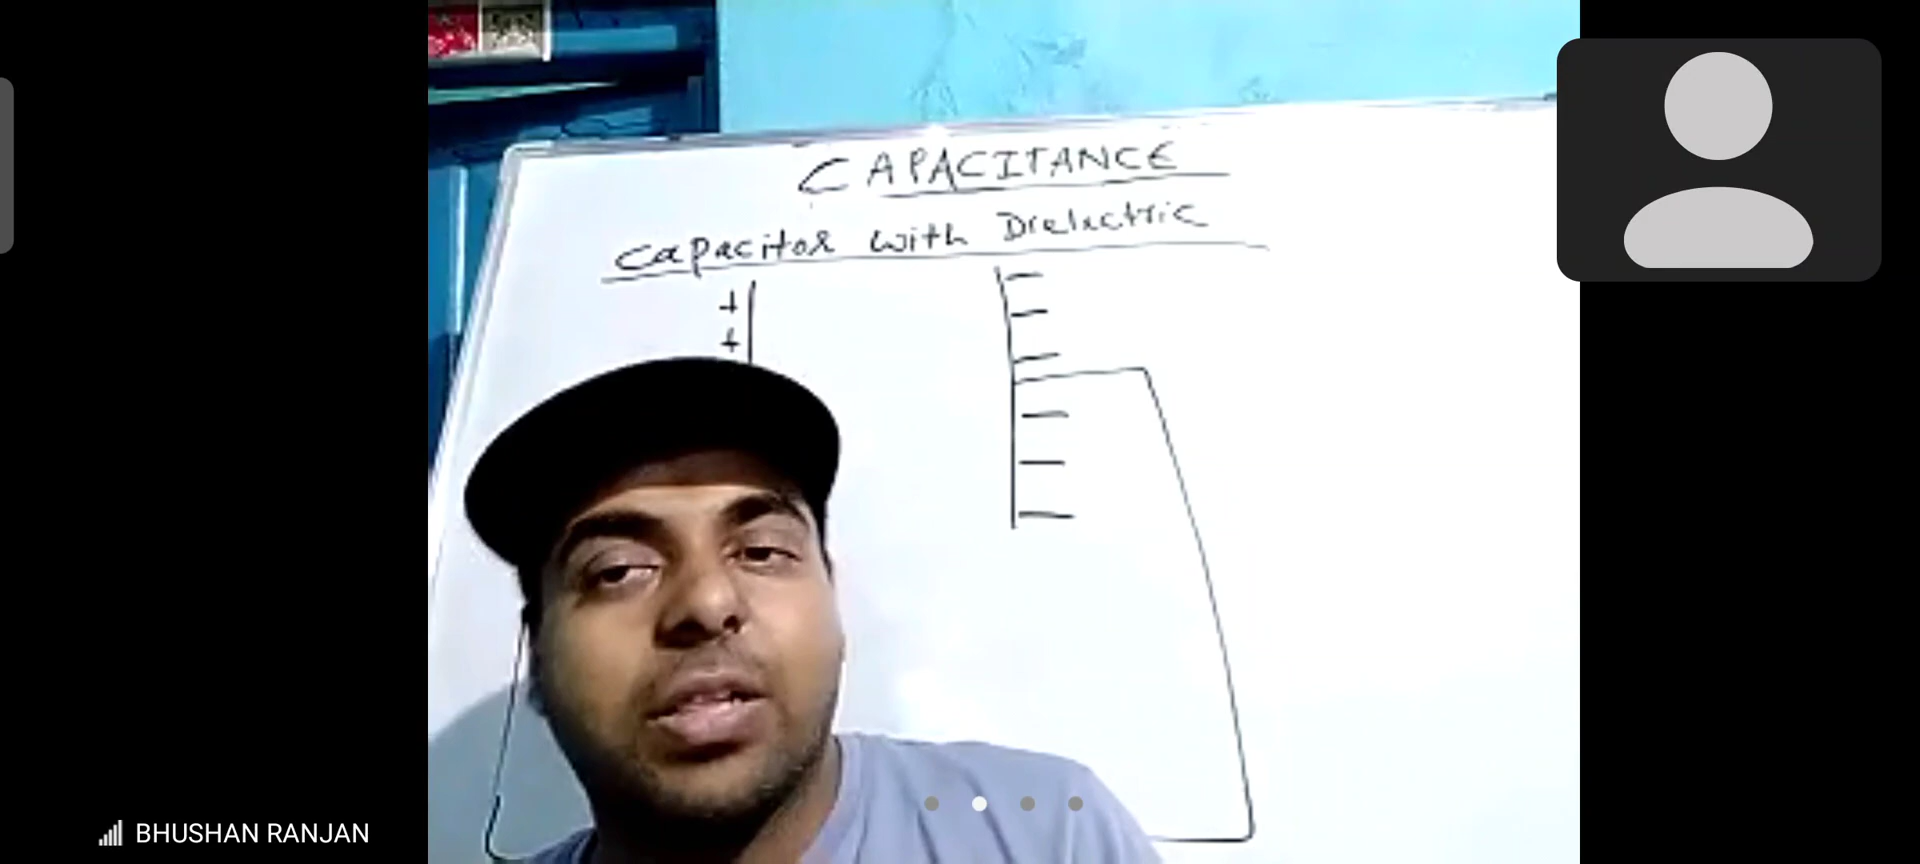 CAPACITANCE
Capacitor with Dielectric
+
+
BHUSHAN RANJAN